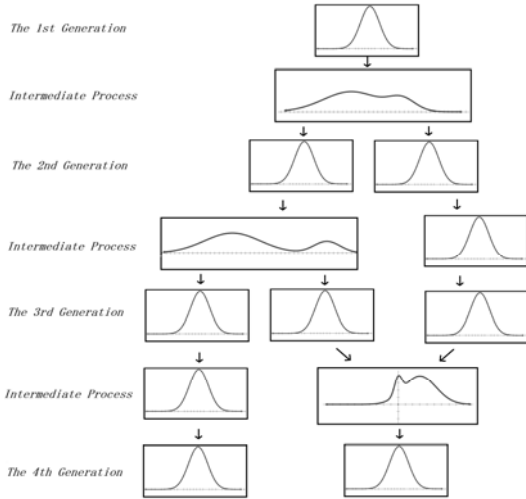 The 1st Generation
Intermediate Process
The 2nd Generation
Intermediate Process
The 3rd Generation
Intermediate Process
The 4th Generation